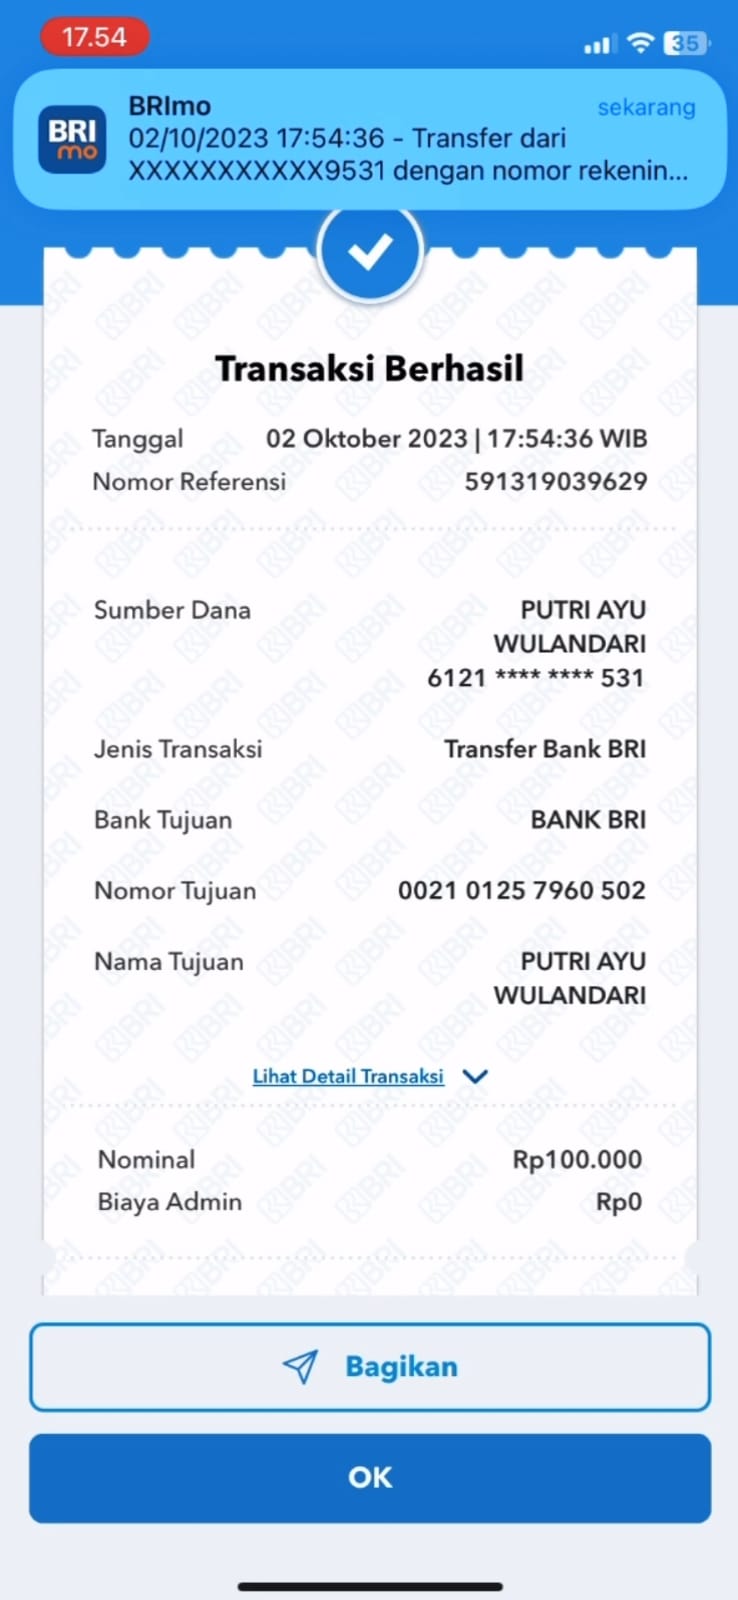 17.54
35
BRI
mo
BRImo
sekarang
02/10/2023 17:54:36 - Transfer dari
XXXXXXXXXXX9531 dengan nomor rekenin...
Transaksi Berhasil
Tanggal 02 Oktober 2023 | 17:54:36 WIB
Nomor Referensi 591319039629
Sumber Dana PUTRI AYU
WULANDARI
6121 **** **** 531
Jenis Transaksi Transfer Bank BRI
Bank Tujuan BANK BRI
Nomor Tujuan 0021 0125 7960 502
Nama Tujuan PUTRI AYU
WULANDARI
Lihat Detail Transaksi
Nominal Rp100.000
Biaya Admin Rp0
Bagikan
OK